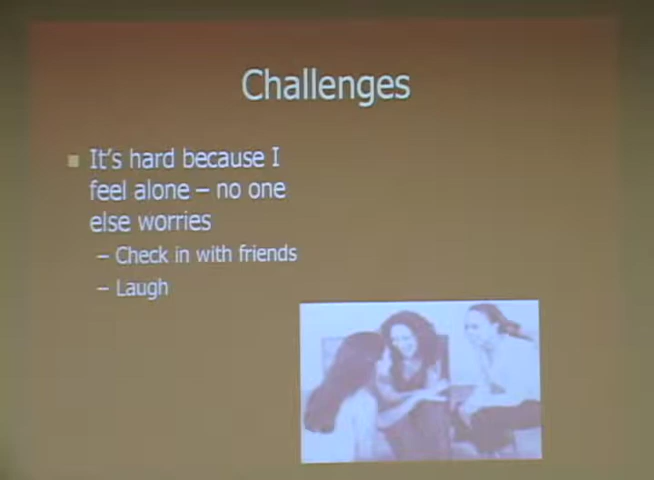 Challenges
It's hard because I
feel alone – no one
else worries
– Check in with friends
– Laugh